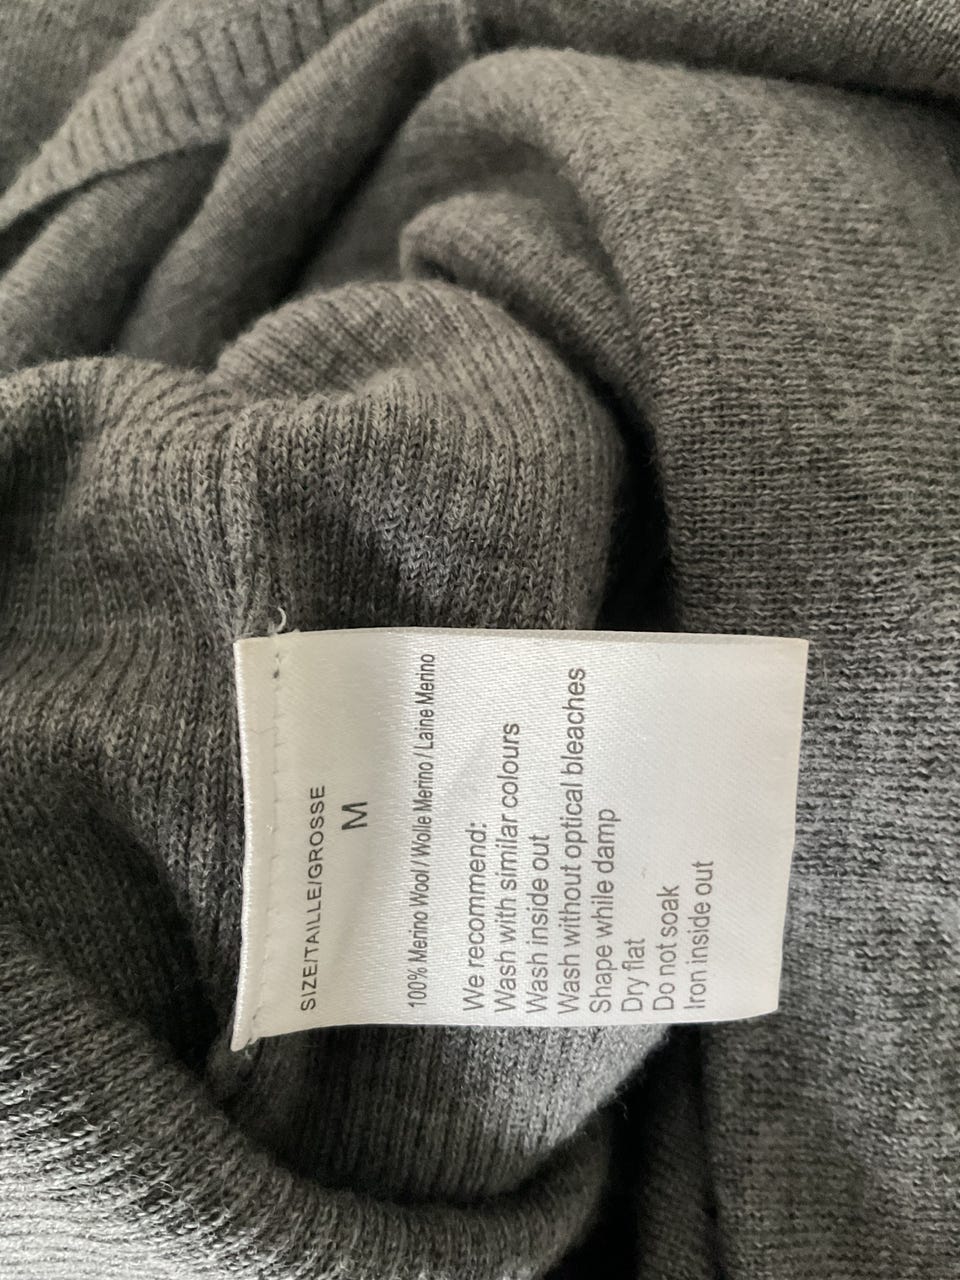 SIZE/TAILLE/GROSSE
M
100% Merino Wool / Wolle Merino / Laine Merino
We recommend:
Wash with similar colours
Wash inside out
Wash without optical bleaches
Shape while damp
Dry flat
Do not soak
Iron inside out